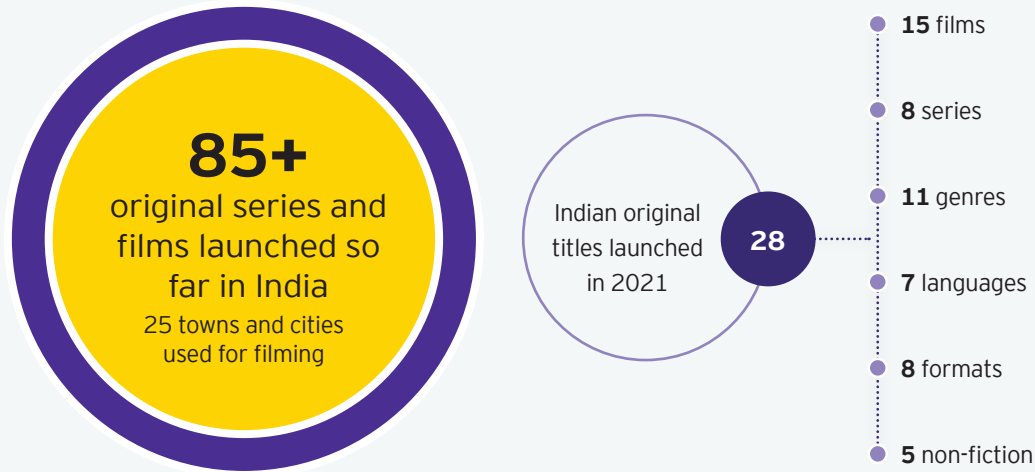 85+
original series and
films launched so
far in India
25 towns and cities
used for filming
Indian original
titles launched
in 2021
28
15 films
8 series
11 genres
7 languages
8 formats
5 non-fiction